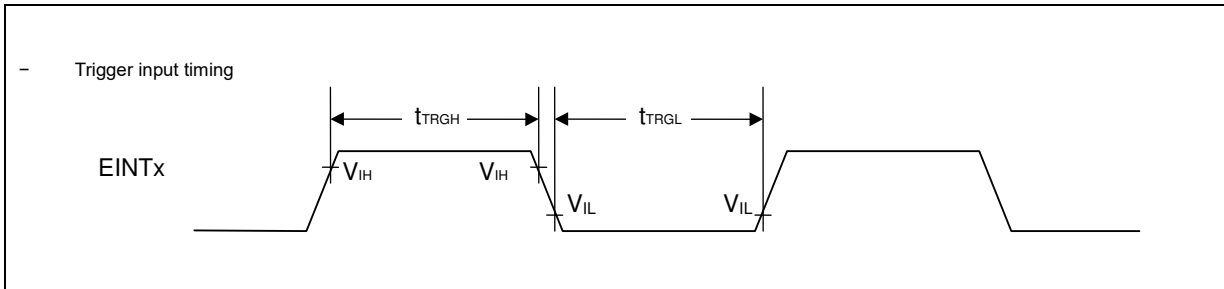 – Trigger input timing
tTRGH tTRGL
EINTx
VIH VIH
VIL VIL